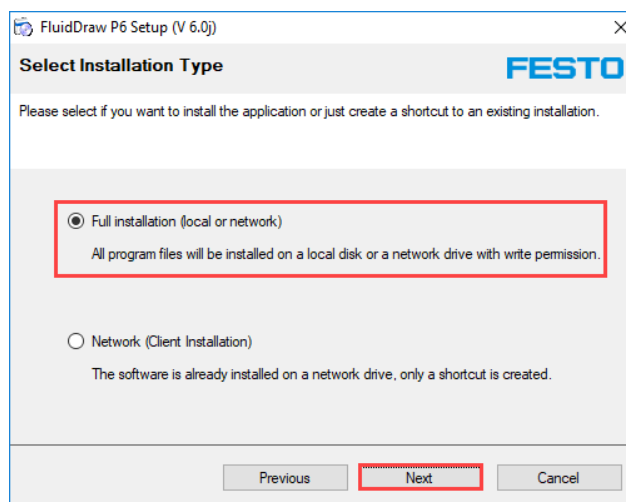 FluidDraw P6 Setup (V 6.0j)
Select Installation Type
FESTO
Please select if you want to install the application or just create a shortcut to an existing installation.
Full installation (local or network)
All program files will be installed on a local disk or a network drive with write permission.
Network (Client Installation)
The software is already installed on a network drive, only a shortcut is created.
Previous
Next
Cancel